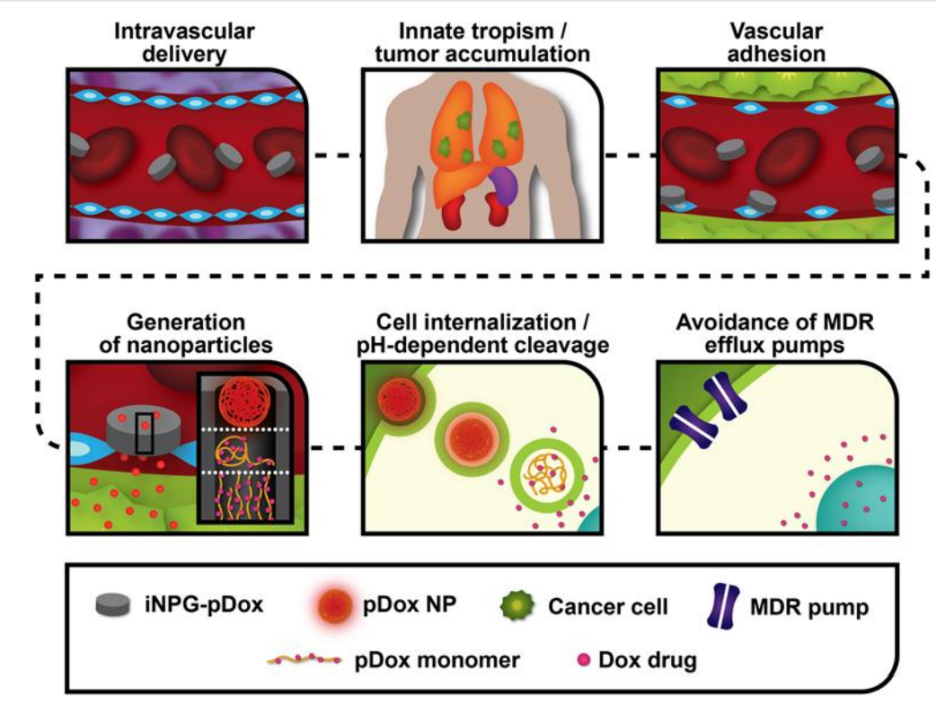 Intravascular
delivery
Innate tropism /
tumor accumulation
Vascular
adhesion
Generation
of nanoparticles
Cell internalization /
pH-dependent cleavage
Avoidance of MDR
efflux pumps
iNPG-pDox
pDox NP
Cancer cell
MDR pump
pDox monomer
Dox drug